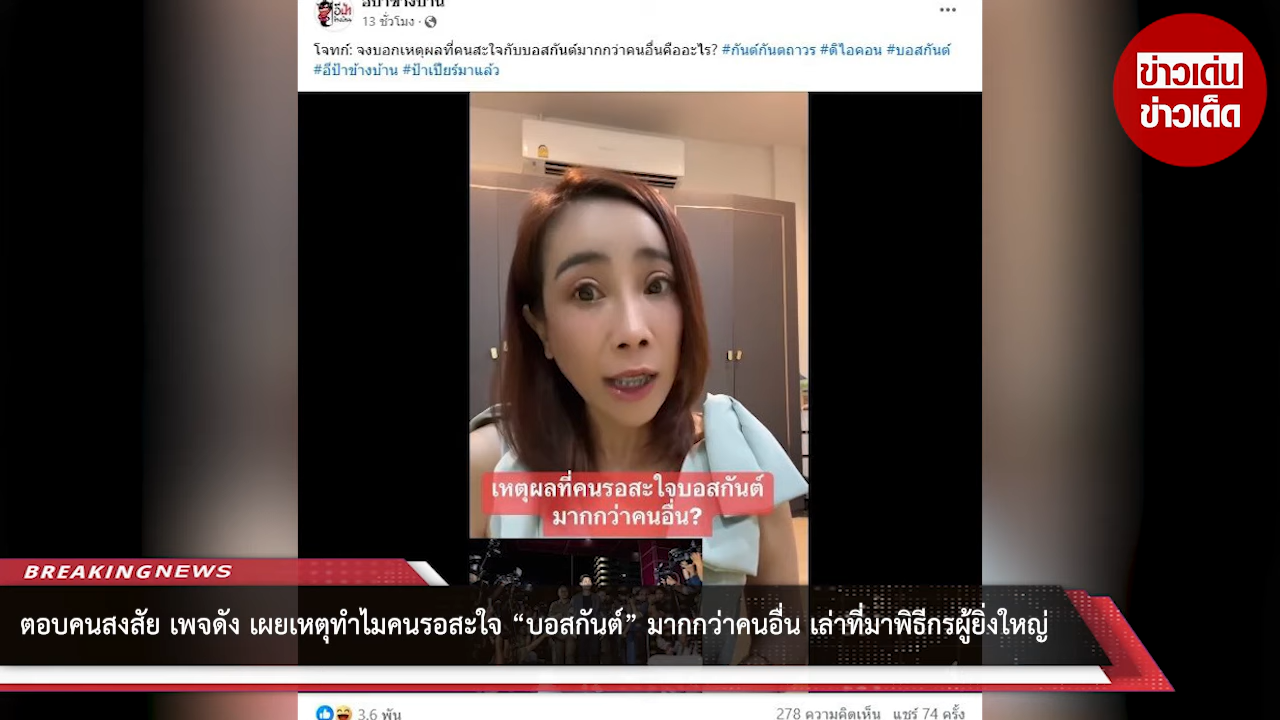 อีป้าข้างบ้าน
13 ชั่วโมง ·
โจทก์: จงบอกเหตุผลที่คนสะใจกับบอสกันต์มากกว่าคนอื่นคืออะไร? #กันต์กันตถาวร #ดิไอคอน #บอสกันต์
#อีป้าข้างบ้าน #ป้าเปียร์มาแล้ว
ข่าวเด่น
ข่าวเด็ด
เหตุผลที่คนรอสะใจบอสกันต์
มากกว่าคนอื่น?
BREAKINGNEWS
ตอบคนสงสัย เพจดัง เผยเหตุทำไมคนรอสะใจ “บอสกันต์” มากกว่าคนอื่น เล่าที่มาพิธีกรผู้ยิ่งใหญ่
3.6 พัน
278 ความคิดเห็น แชร์ 74 ครั้ง